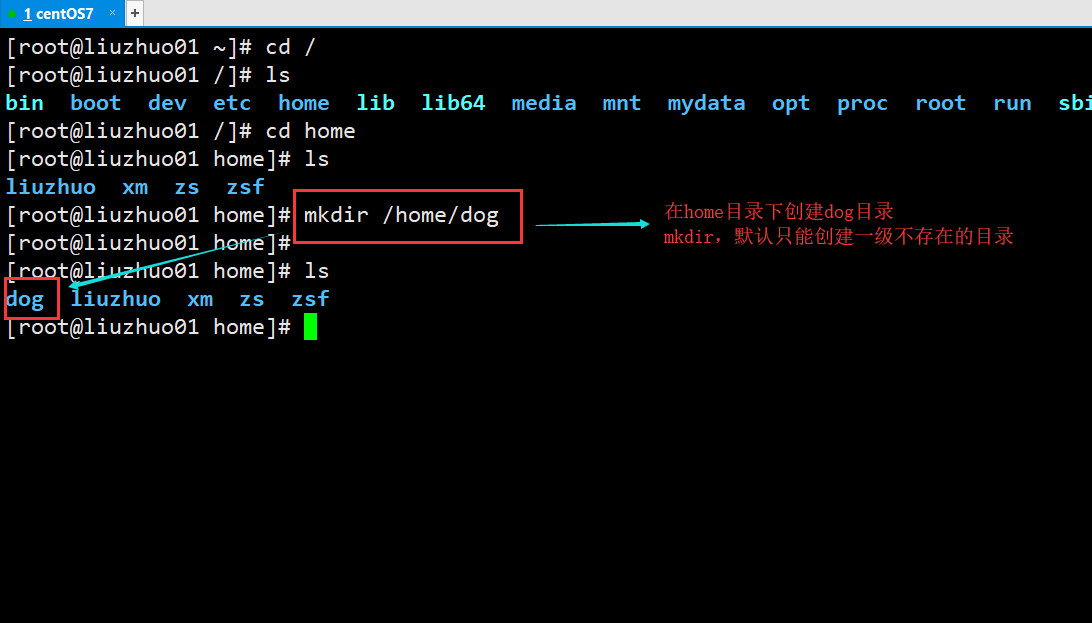 1 centOS7 × +
[root@liuzhuo01 ~]# cd /
[root@liuzhuo01 /]# ls
bin boot dev etc home lib lib64 media mnt mydata opt proc root run sbi
[root@liuzhuo01 /]# cd home
[root@liuzhuo01 home]# ls
liuzhuo xm zs zsf
[root@liuzhuo01 home]# mkdir /home/dog
在home目录下创建dog目录
mkdir，默认只能创建一级不存在的目录
[root@liuzhuo01 home]#
[root@liuzhuo01 home]# ls
dog liuzhuo xm zs zsf
[root@liuzhuo01 home]#